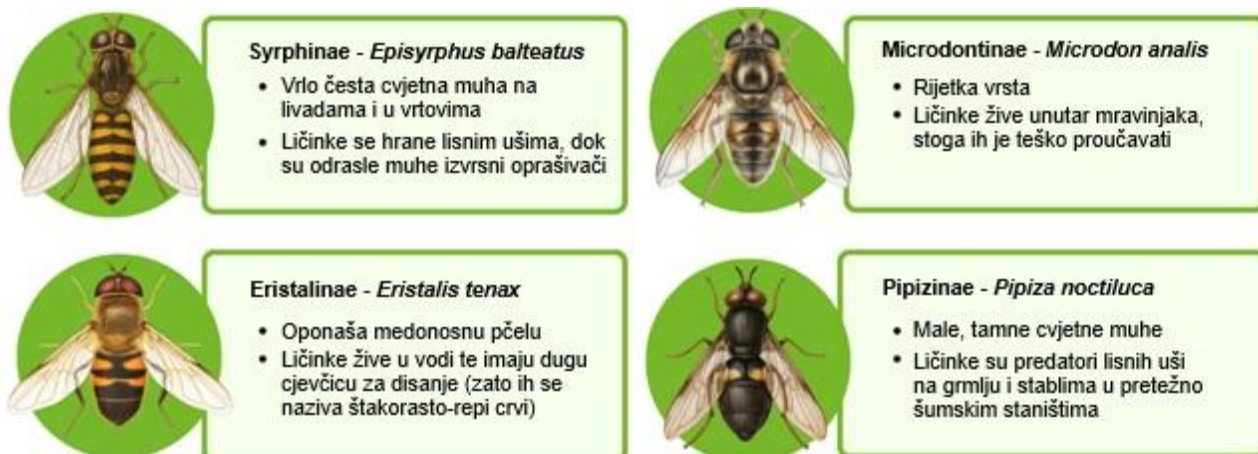 Syrphinae - Episyrphus balteatus
• Vrlo česta cvjetna muha na
livadama i u vrtovima
• Ličinke se hrane lisnim ušima, dok
su odrasle muhe izvrsni oprašivači
Microdontinae - Microdon analis
• Rijetka vrsta
• Ličinke žive unutar mravinjaka,
stoga ih je teško proučavati
Eristalinae - Eristalis tenax
• Oponaša medonosnu pčelu
• Ličinke žive u vodi te imaju dugu
cjevčicu za disanje (zato ih se
naziva štakorasto-repi crvi)
Pipizinae - Pipiza noctiluca
• Male, tamne cvjetne muhe
• Ličinke su predatori lisnih uši
na grmlju i stablima u pretežno
šumskim staništima